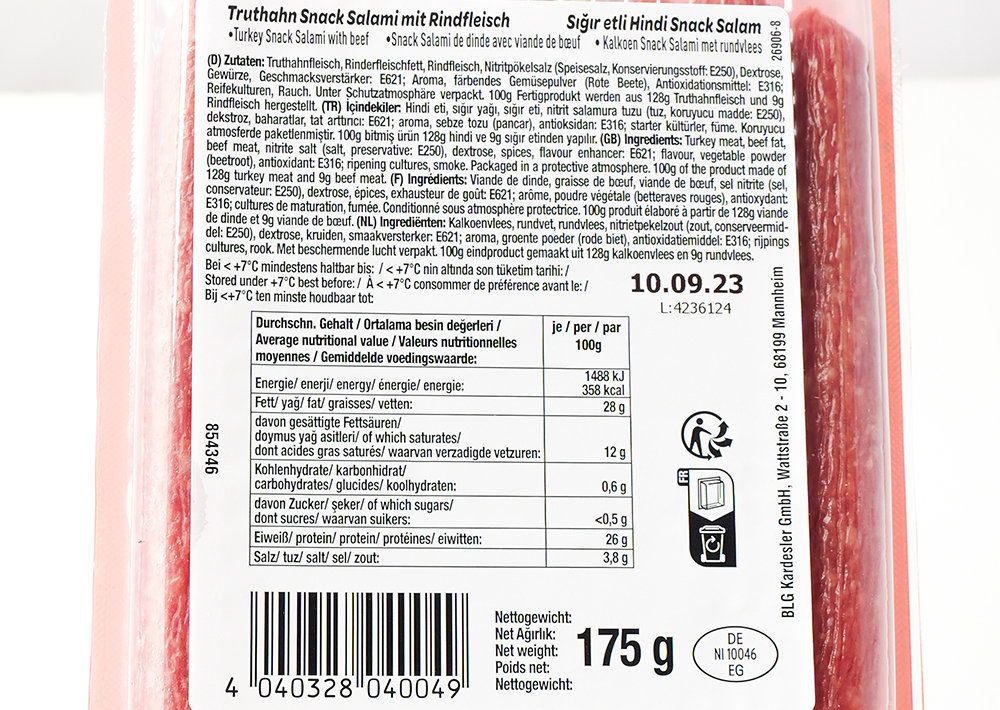 Truthahn Snack Salami mit Rindfleisch Sığır etli Hindi Snack Salam
•Turkey Snack Salami with beef •Snack Salami de dinde avec viande de bœuf • Kalkoen Snack Salami met rundvlees
26906-8
(D) Zutaten: Truthahnfleisch, Rinderfleischfett, Rindfleisch, Nitritpökelsalz (Speisesalz, Konservierungsstoff: E250), Dextrose,
Gewürze, Geschmacksverstärker: E621; Aroma, färbendes Gemüsepulver (Rote Beete), Antioxidationsmittel: E316;
Reifekulturen, Rauch. Unter Schutzatmosphäre verpackt. 100g Fertigprodukt werden aus 128g Truthahnfleisch und 9g
Rindfleisch hergestellt. (TR) İçindekiler: Hindi eti, sığır yağı, sığır eti, nitrit salamura tuzu (tuz, koruyucu madde: E250),
dekstroz, baharatlar, tat arttırıcı: E621; aroma, sebze tozu (pancar), antioksidan: E316; starter kültürler, füme. Koruyucu
atmosferde paketlenmiştir. 100g bitmiş ürün 128g hindi ve 9g sığır etinden yapılır. (GB) Ingredients: Turkey meat, beef fat,
beef meat, nitrite salt (salt, preservative: E250), dextrose, spices, flavour enhancer: E621; flavour, vegetable powder
(beetroot), antioxidant: E316; ripening cultures, smoke. Packaged in a protective atmosphere. 100g of the product made of
128g turkey meat and 9g beef meat. (F) Ingrédients: Viande de dinde, graisse de bœuf, viande de bœuf, sel nitrite (sel,
conservateur: E250), dextrose, épices, exhausteur de goût: E621; arôme, poudre végétale (betteraves rouges), antioxydant:
E316; cultures de maturation, fumée. Conditionné sous atmosphère protectrice. 100g produit élaboré à partir de 128g viande
de dinde et 9g viande de bœuf. (NL) Ingrediënten: Kalkoenvlees, rundvet, rundvlees, nitrietpekelzout (zout, conserveermid-
del: E250), dextrose, kruiden, smaakversterker: E621; aroma, groente poeder (rode biet), antioxidatiemiddel: E316; rijpings
cultures, rook. Met beschermende lucht verpakt. 100g eindproduct gemaakt uit 128g kalkoenvlees en 9g rundvlees.
Bei < +7°C mindestens haltbar bis: / < +7°C nin altında son tüketim tarihi: /
Stored under +7°C best before: / À < +7°C consommer de préférence avant le: /
Bij <+7°C ten minste houdbaar tot:
10.09.23
L:4236124
Durchschn. Gehalt / Ortalama besin değerleri /
Average nutritional value / Valeurs nutritionnelles
moyennes / Gemiddelde voedingswaarde:
je / per / par
100g
Energie/ enerji/ energy/ énergie/ energie:
1488 kJ
358 kcal
Fett/ yağ/ fat/ graisses/ vetten: 28 g
davon gesättigte Fettsäuren/
doymus yağ asitleri/ of which saturates/
dont acides gras saturés/ waarvan verzadigde vetzuren: 12 g
Kohlenhydrate/ karbonhidrat/
carbohydrates/ glucides/ koolhydraten: 0,6 g
davon Zucker/ şeker/ of which sugars/
dont sucres/ waarvan suikers: <0,5 g
Eiweiß/ protein/ protein/ protéines/ eiwitten: 26 g
Salz/ tuz/ salt/ sel/ zout: 3,8 g
854346
FR
BLG Kardesler GmbH, Wattstraße 2 - 10, 68199 Mannheim
4 040328 040049
Nettogewicht:
Net Ağırlık:
Net weight:
Poids net:
Nettogewicht:
175 g
DE
NI 10046
EG